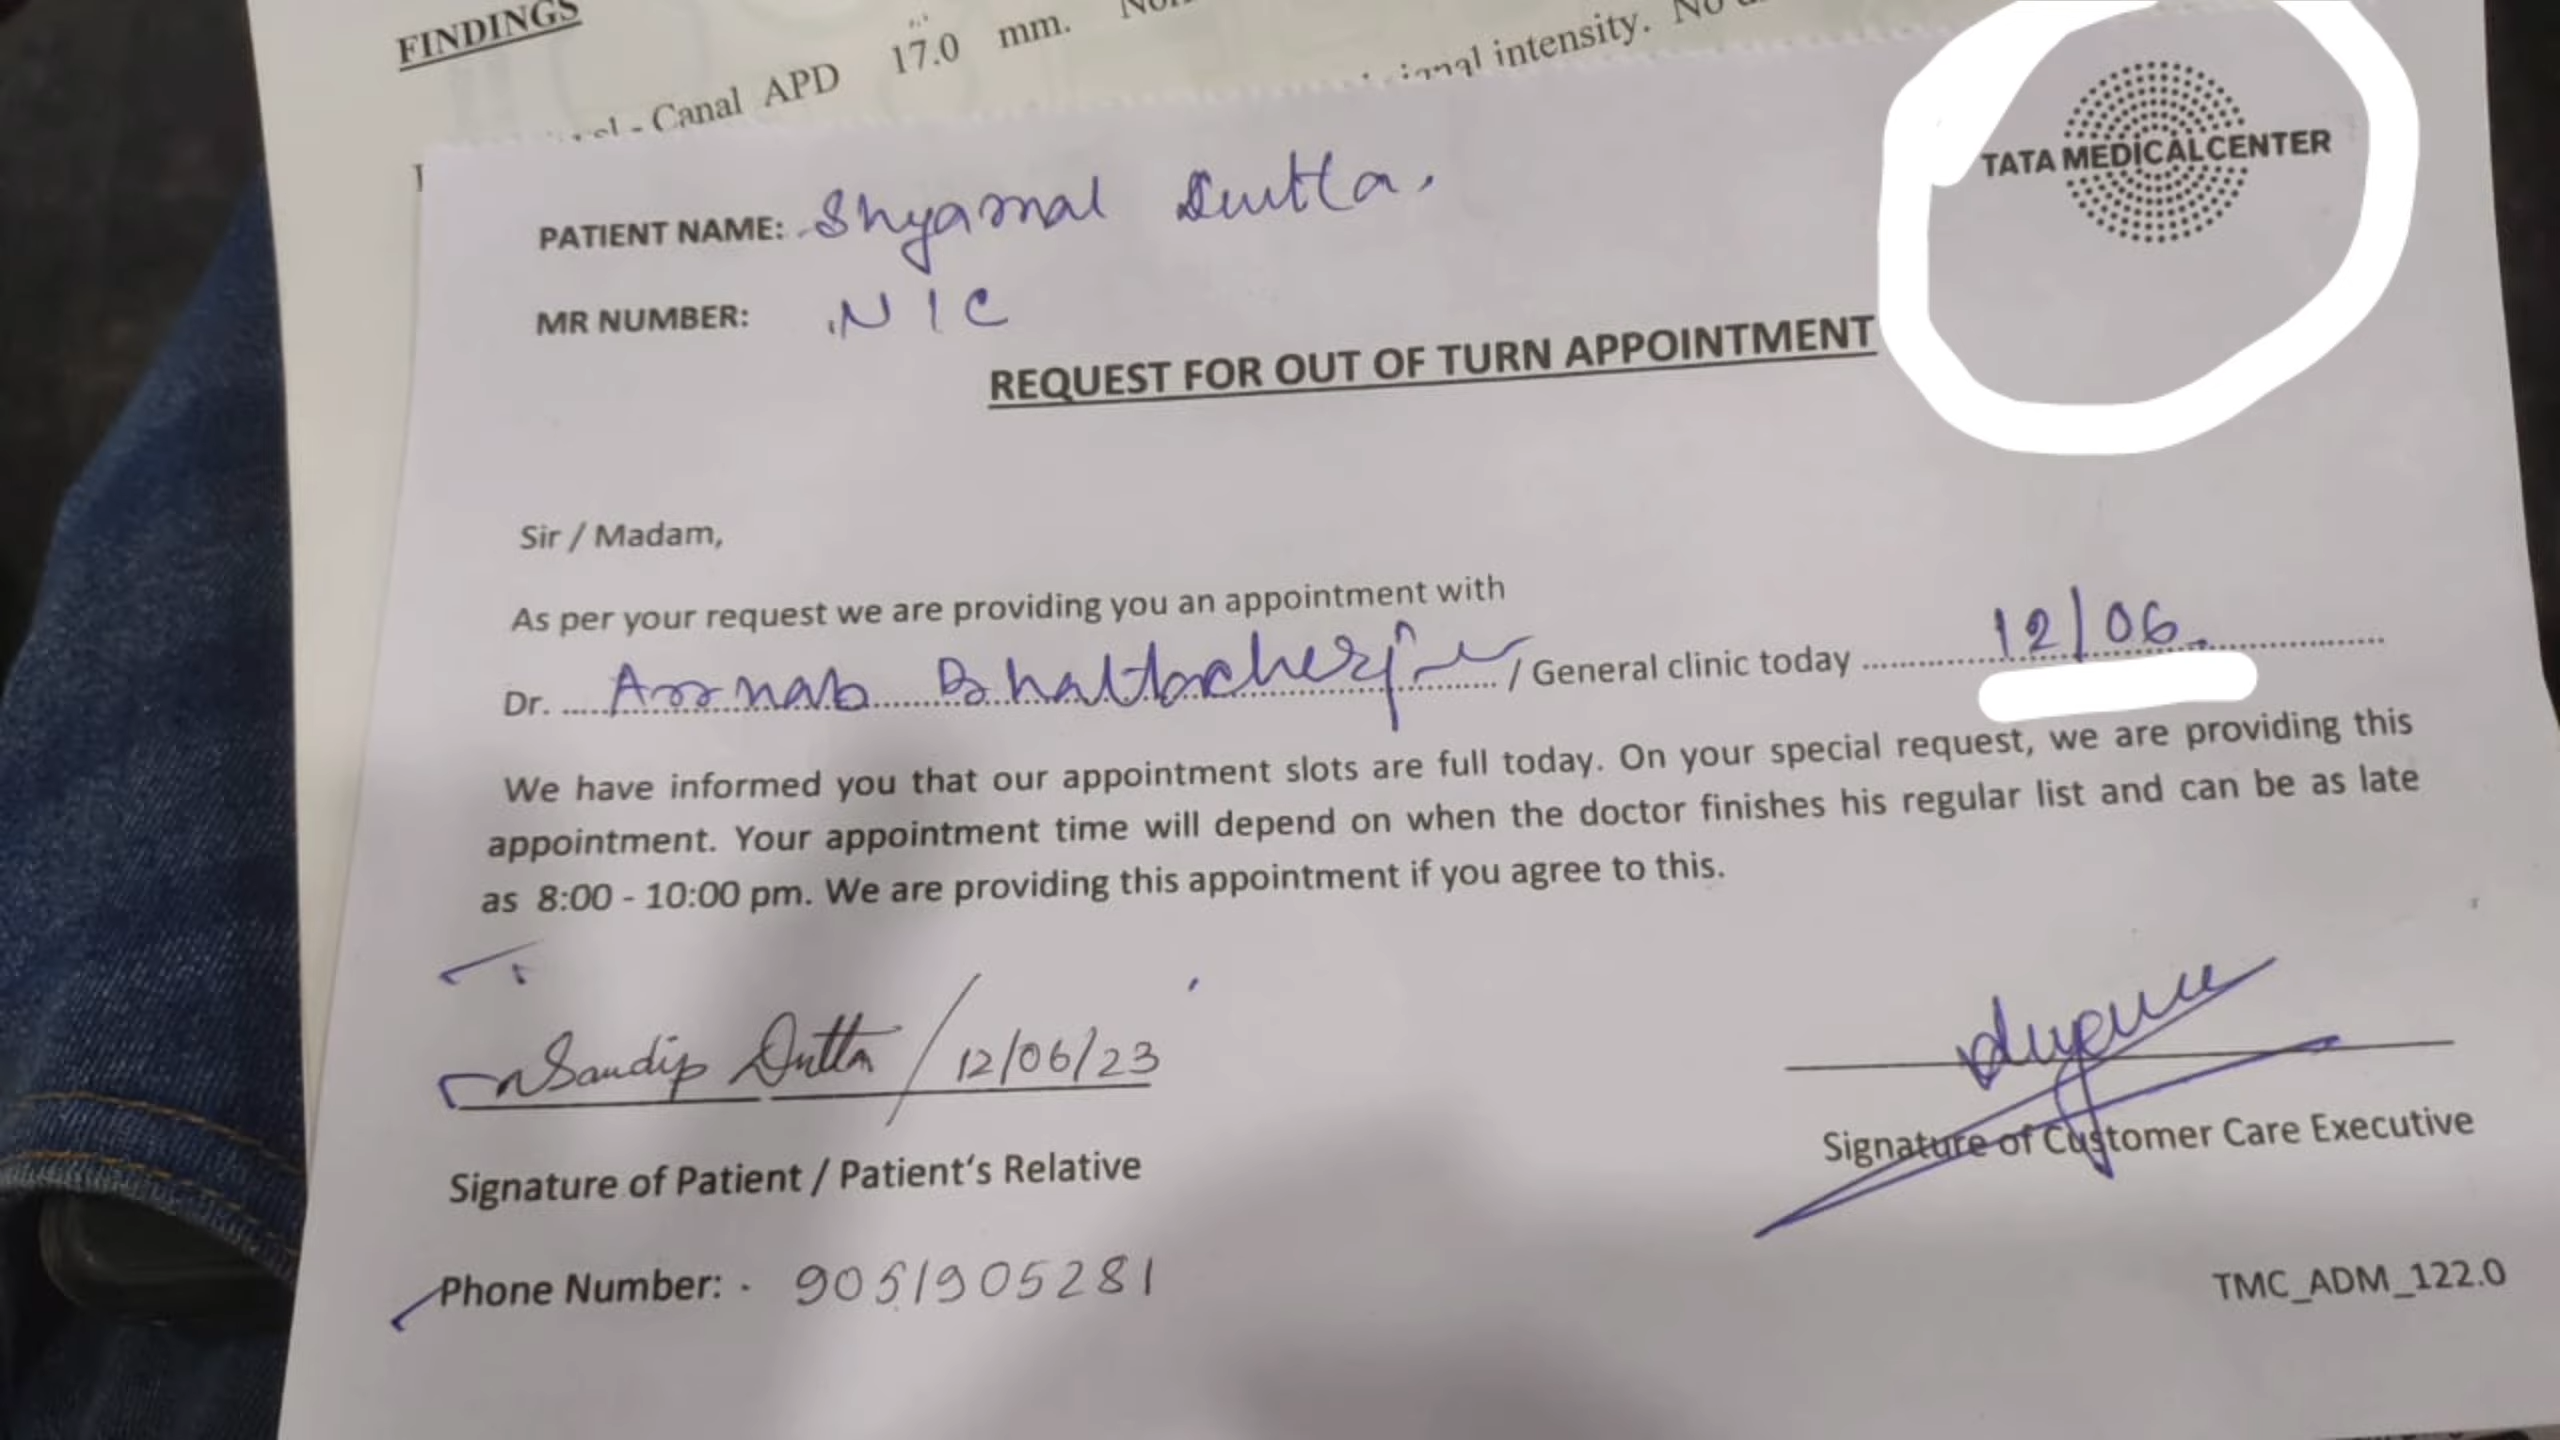 FINDINGS
Canal APD 17.0 mm.
intensity. No
TATA MEDICAL CENTER
PATIENT NAME: Shyamal Dutta.
MR NUMBER: NIC
REQUEST FOR OUT OF TURN APPOINTMENT
Sir / Madam,
As per your request we are providing you an appointment with
Dr. Arnab Bhattacherjee / General clinic today 12/06.
We have informed you that our appointment slots are full today. On your special request, we are providing this
appointment. Your appointment time will depend on when the doctor finishes his regular list and can be as late
as 8:00 - 10:00 pm. We are providing this appointment if you agree to this.
Sandip Dutta / 12/06/23
Signature of Patient / Patient's Relative
Signature of Customer Care Executive
Phone Number: - 9051905281
TMC_ADM_122.0